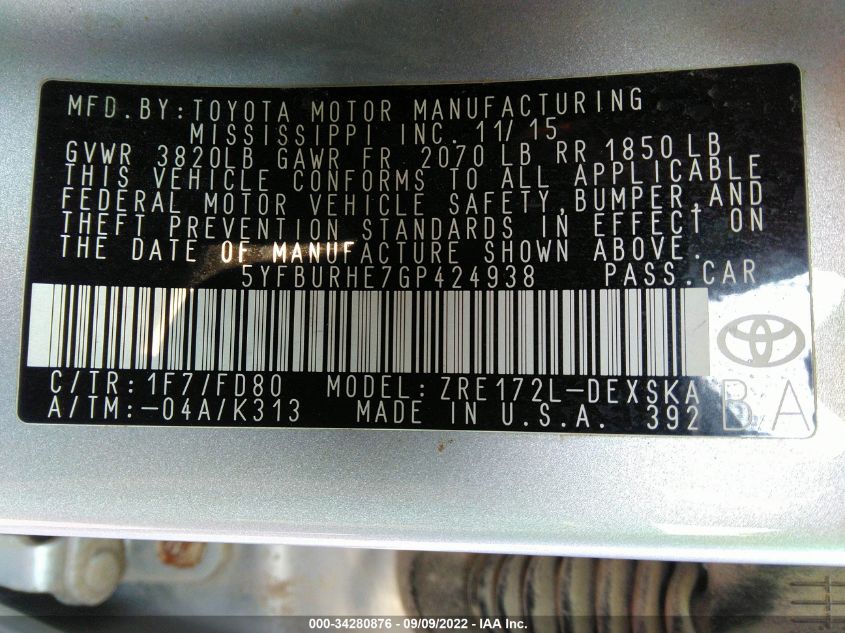 MFD.BY:TOYOTA MOTOR MANUFACTURING
MISSISSIPPI INC. 11/15
GVWR 3820LB GAWR FR. 2070 LB RR 1850 LB
THIS VEHICLE CONFORMS TO ALL APPLICABLE
FEDERAL MOTOR VEHICLE SAFETY,BUMPER,AND
THEFT PREVENTION STANDARDS IN EFFECT ON
THE DATE OF MANUFACTURE SHOWN ABOVE.
5YFBURHE7GP424938 PASS.CAR
C/TR: 1F7/FD80 MODEL: ZRE172L-DEXSKA
A/TM:-04A/K313 MADE IN U.S.A. 392
BA
000-34280876 - 09/09/2022 - IAA Inc.